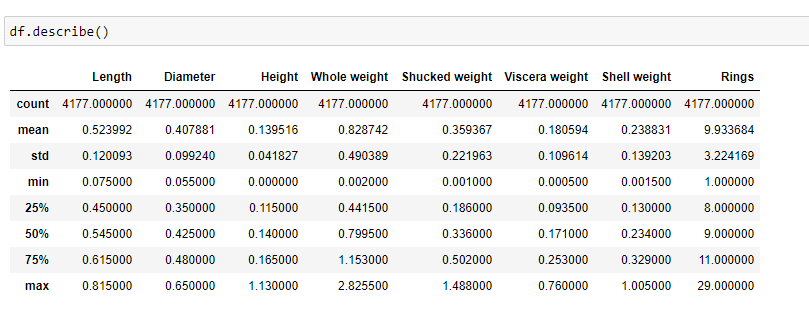 df.describe()
Length Diameter Height Whole weight Shucked weight Viscera weight Shell weight Rings
count 4177.000000 4177.000000 4177.000000 4177.000000 4177.000000 4177.000000 4177.000000 4177.000000
mean 0.523992 0.407881 0.139516 0.828742 0.359367 0.180594 0.238831 9.933684
std 0.120093 0.099240 0.041827 0.490389 0.221963 0.109614 0.139203 3.224169
min 0.075000 0.055000 0.000000 0.002000 0.001000 0.000500 0.001500 1.000000
25% 0.450000 0.350000 0.115000 0.441500 0.186000 0.093500 0.130000 8.000000
50% 0.545000 0.425000 0.140000 0.799500 0.336000 0.171000 0.234000 9.000000
75% 0.615000 0.480000 0.165000 1.153000 0.502000 0.253000 0.329000 11.000000
max 0.815000 0.650000 1.130000 2.825500 1.488000 0.760000 1.005000 29.000000